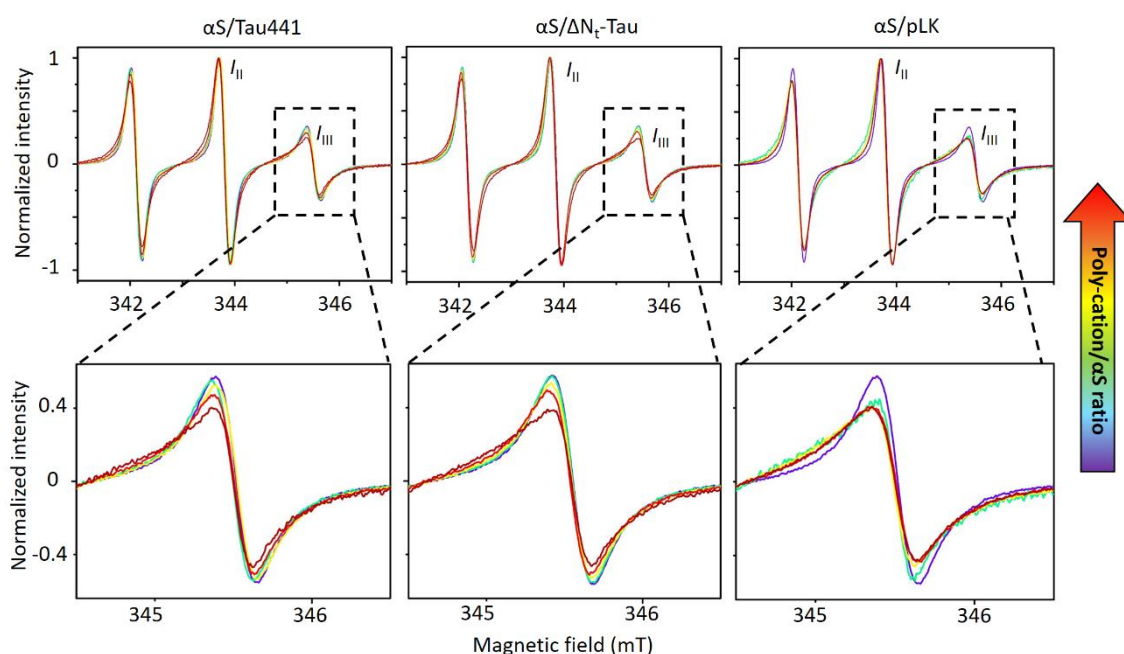 αS/Tau441 αS/ΔNt-Tau αS/pLK
Normalized intensity
1
0
-1
III
IIII
III
IIII
III
IIII
342 344 346 342 344 346 342 344 346
Poly-cation/αS ratio
Normalized intensity
0.4
0
-0.4
345 346 345 346 345 346
Magnetic field (mT)